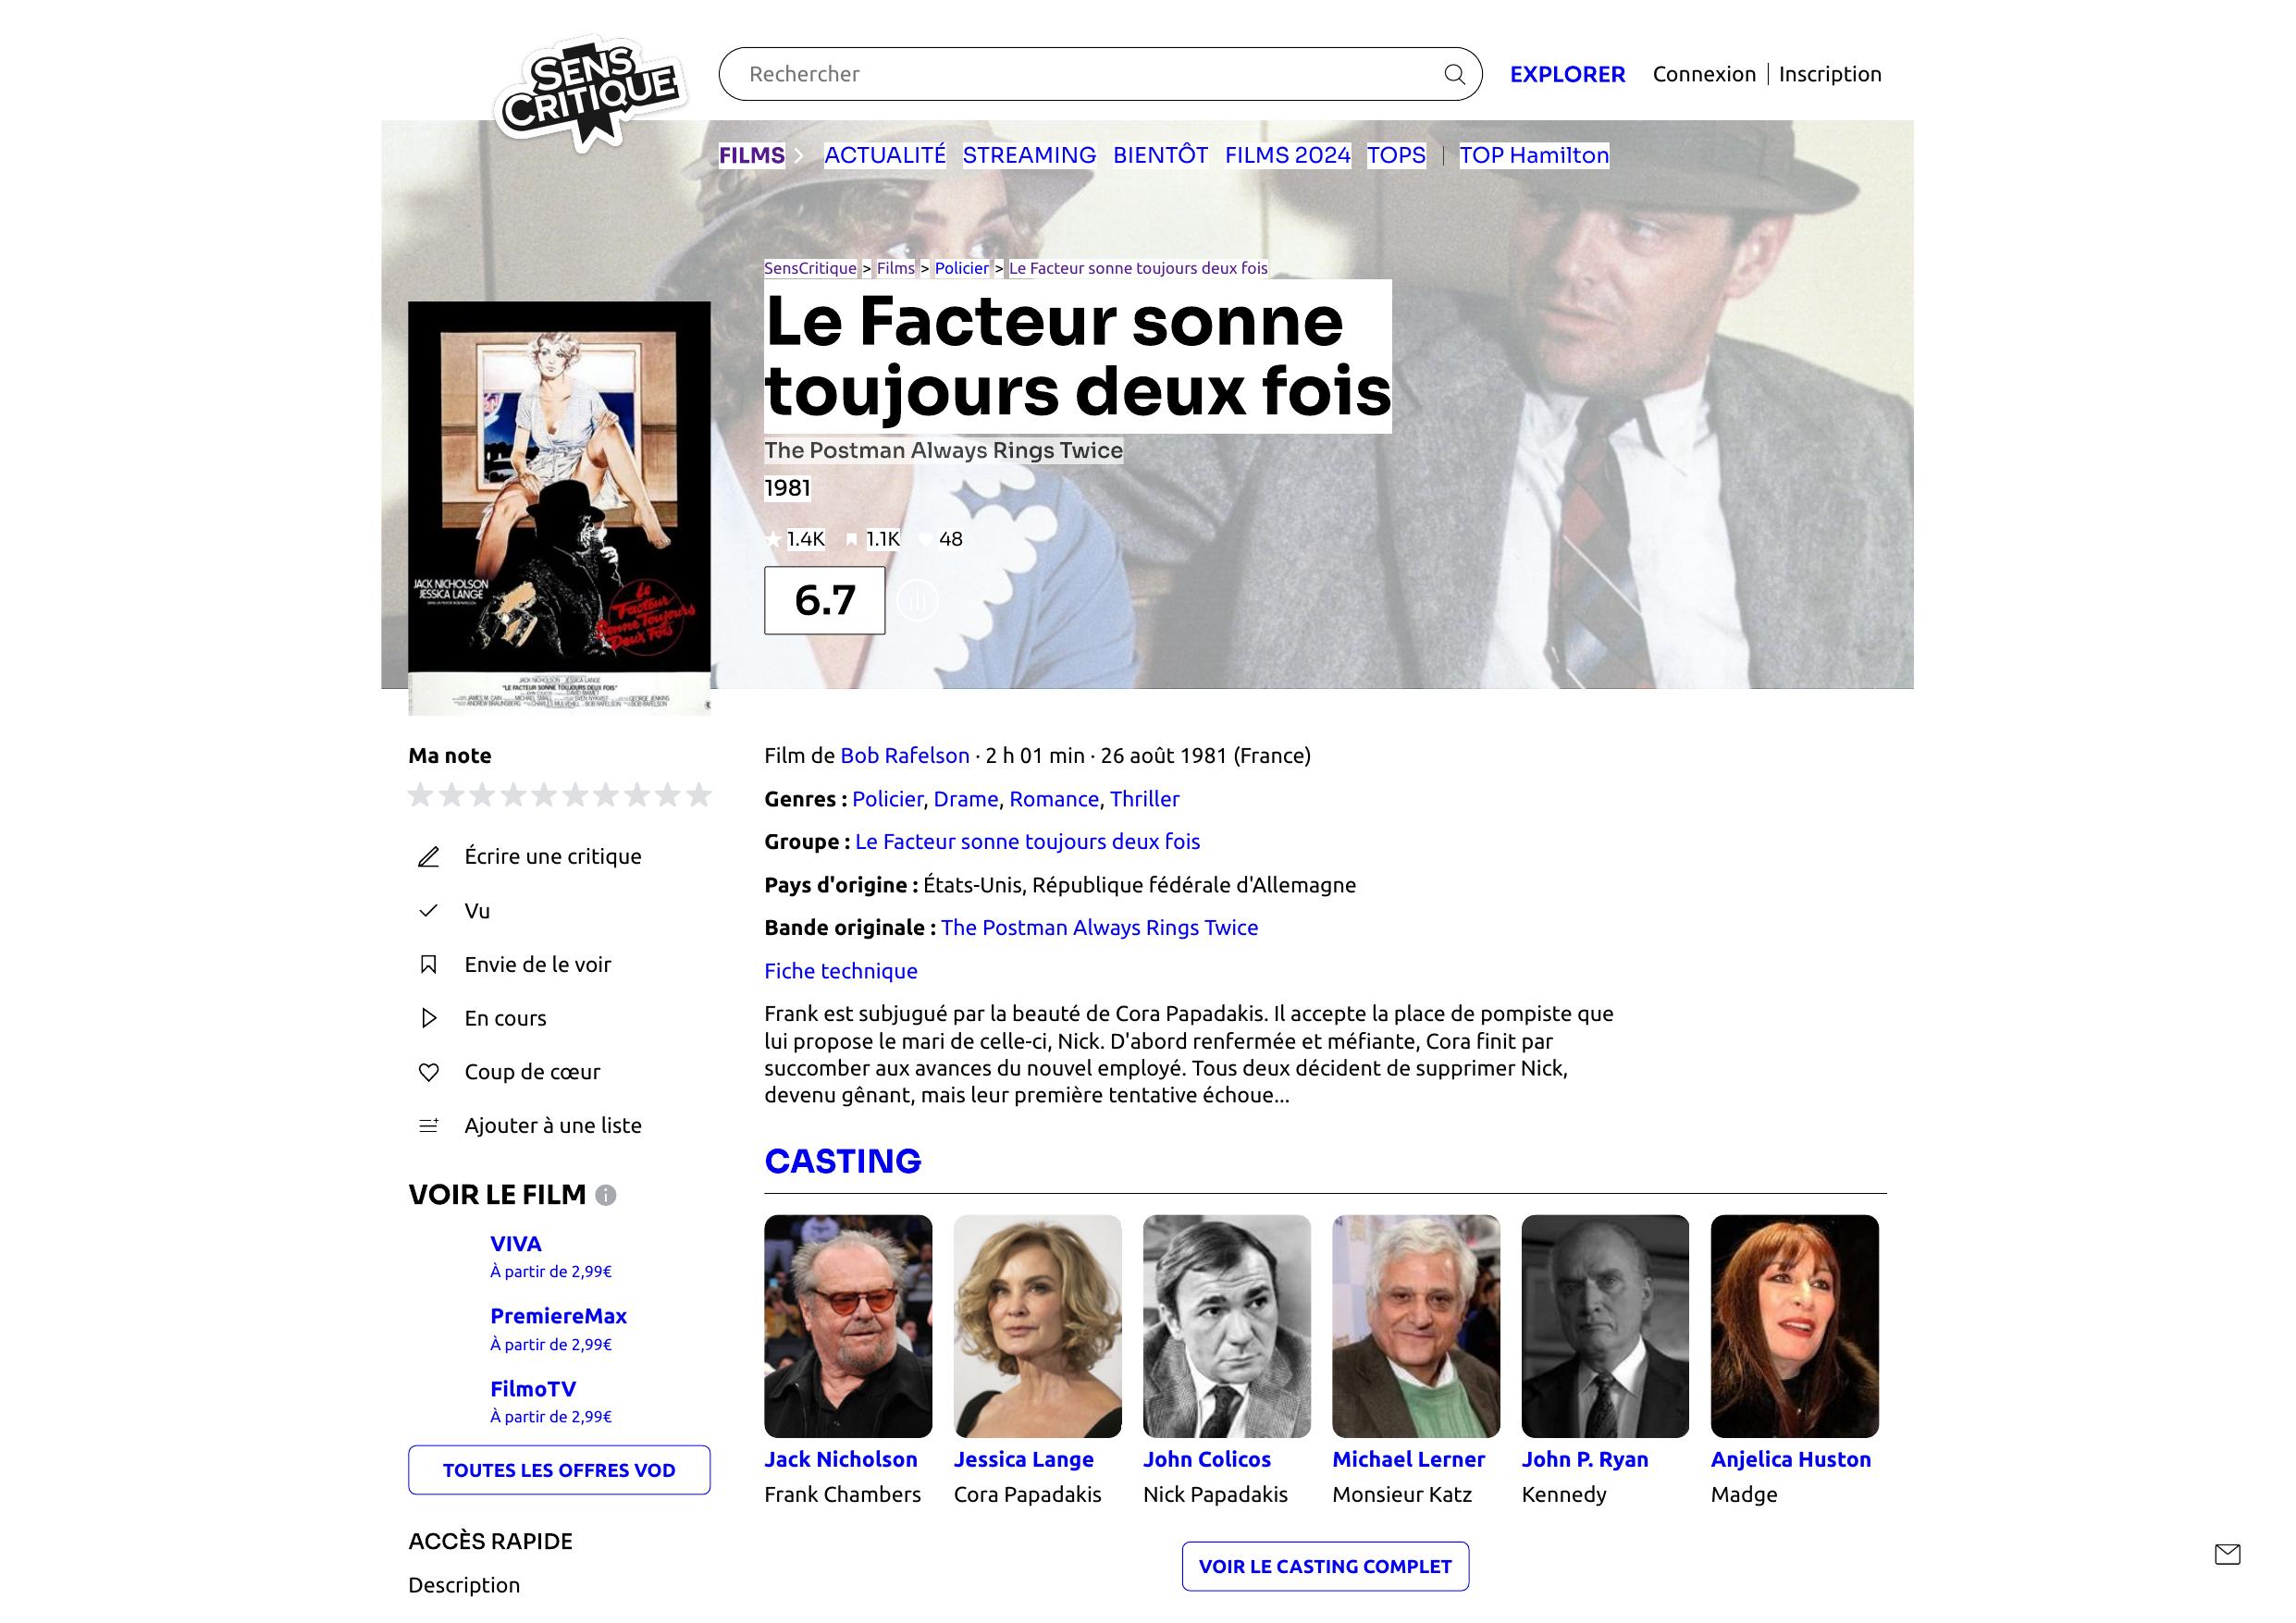 SENS
CRITIQUE
Rechercher
EXPLORER
Connexion
Inscription
FILMS
ACTUALITÉ
STREAMING
BIENTÔT
FILMS 2024
TOPS
TOP Hamilton
SensCritique > Films > Policier > Le Facteur sonne toujours deux fois
Le Facteur sonne
toujours deux fois
The Postman Always Rings Twice
1981
1.4K
1.1K
48
6.7
JACK NICHOLSON
JESSICA LANGE
Le
Facteur
Sonne Toujours
Deux Fois
JACK NICHOLSON JESSICA LANGE
"LE FACTEUR SONNE TOUJOURS DEUX FOIS"
Ma note
Écrire une critique
Vu
Envie de le voir
En cours
Coup de cœur
Ajouter à une liste
VOIR LE FILM
VIVA
À partir de 2,99€
PremiereMax
À partir de 2,99€
FilmoTV
À partir de 2,99€
TOUTES LES OFFRES VOD
ACCÈS RAPIDE
Description
Film de Bob Rafelson · 2 h 01 min · 26 août 1981 (France)
Genres : Policier, Drame, Romance, Thriller
Groupe : Le Facteur sonne toujours deux fois
Pays d'origine : États-Unis, République fédérale d'Allemagne
Bande originale : The Postman Always Rings Twice
Fiche technique
Frank est subjugué par la beauté de Cora Papadakis. Il accepte la place de pompiste que
lui propose le mari de celle-ci, Nick. D'abord renfermée et méfiante, Cora finit par
succomber aux avances du nouvel employé. Tous deux décident de supprimer Nick,
devenu gênant, mais leur première tentative échoue...
CASTING
Jack Nicholson
Frank Chambers
Jessica Lange
Cora Papadakis
John Colicos
Nick Papadakis
Michael Lerner
Monsieur Katz
John P. Ryan
Kennedy
Anjelica Huston
Madge
VOIR LE CASTING COMPLET